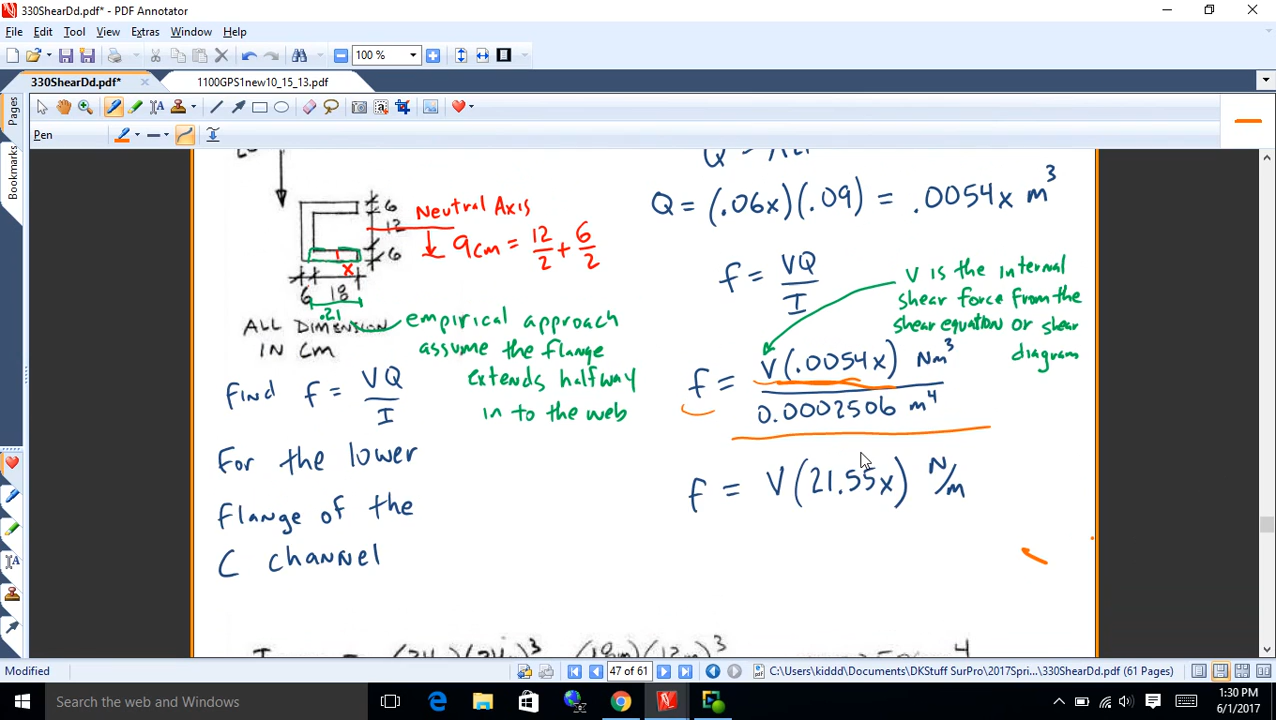 330ShearDd.pdf* - PDF Annotator
File Edit Tool Extras Window Help
100 %
330ShearDd.pdf* 1100GPS1new10_15_13.pdf
Pen
Pages
Bookmarks
Q = (.06x)(.09) = .0054x m³
6
12
6
Neutral Axis
9cm = 12/2 + 6/2
x
6 18
.21
ALL DIMENSION
IN CM
empirical approach
assume the flange
extends halfway
in to the web
f = VQ/I
V is the internal
shear force from the
shear equation or shear
diagram
f = V(.0054x) Nm³ / 0.0002506 m⁴
f = V(21.55x) N/m
Find f = VQ/I
For the lower
flange of the
C channel
Modified
47 of 61
C:\Users\kiddd\Documents\DKStuff SurPro\2017Spri...\330ShearDd.pdf (61 Pages)
Search the web and Windows
1:30 PM
6/1/2017